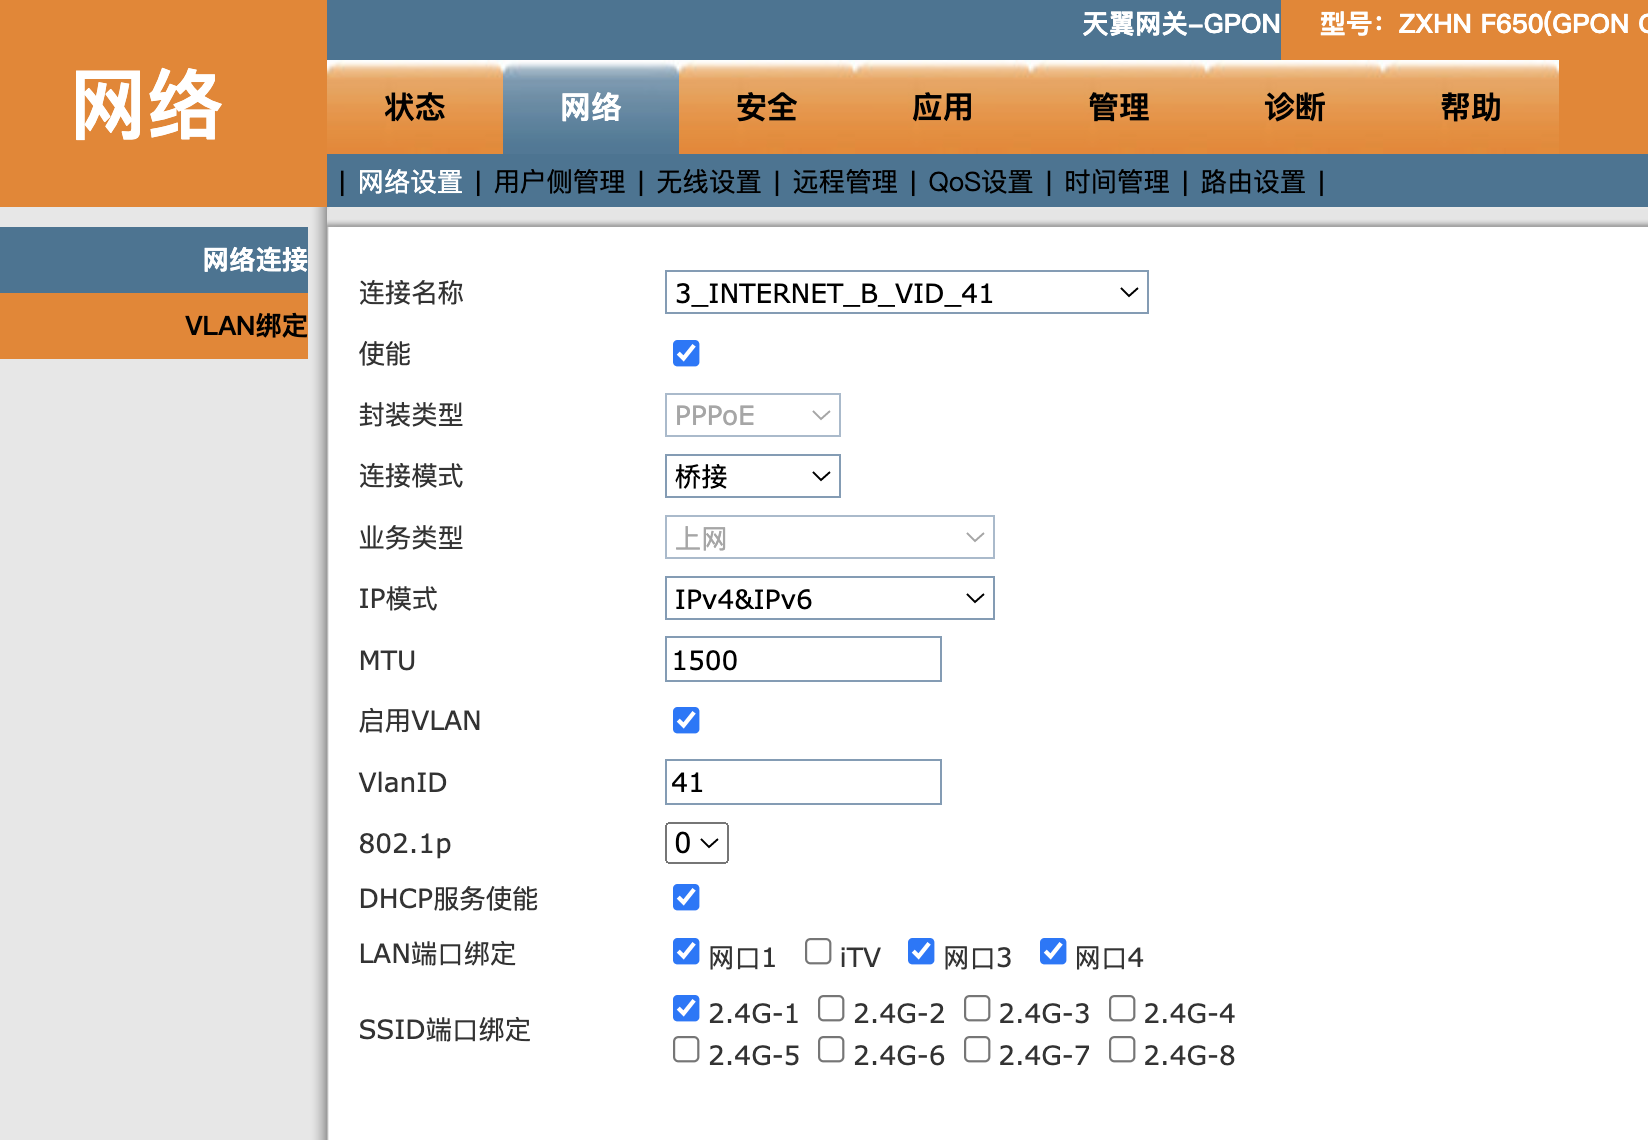 天翼网关-GPON
型号：ZXHN F650(GPON
网络
状态 网络 安全 应用 管理 诊断 帮助
| 网络设置 | 用户侧管理 | 无线设置 | 远程管理 | QoS设置 | 时间管理 | 路由设置 |
网络连接
VLAN绑定
连接名称 3_INTERNET_B_VID_41
使能
封装类型 PPPoE
连接模式 桥接
业务类型 上网
IP模式 IPv4&IPv6
MTU 1500
启用VLAN
VlanID 41
802.1p 0
DHCP服务使能
LAN端口绑定 网口1 iTV 网口3 网口4
SSID端口绑定
2.4G-1 2.4G-2 2.4G-3 2.4G-4
2.4G-5 2.4G-6 2.4G-7 2.4G-8